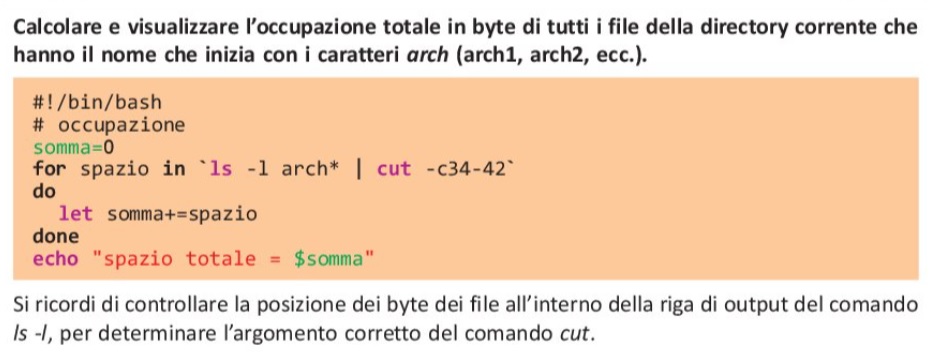 Calcolare e visualizzare l’occupazione totale in byte di tutti i file della directory corrente che
hanno il nome che inizia con i caratteri arch (arch1, arch2, ecc.).
#!/bin/bash
# occupazione
somma=0
for spazio in `ls -l arch* | cut -c34-42`
do
  let somma+=spazio
done
echo "spazio totale = $somma"
Si ricordi di controllare la posizione dei byte dei file all’interno della riga di output del comando
ls -l, per determinare l’argomento corretto del comando cut.